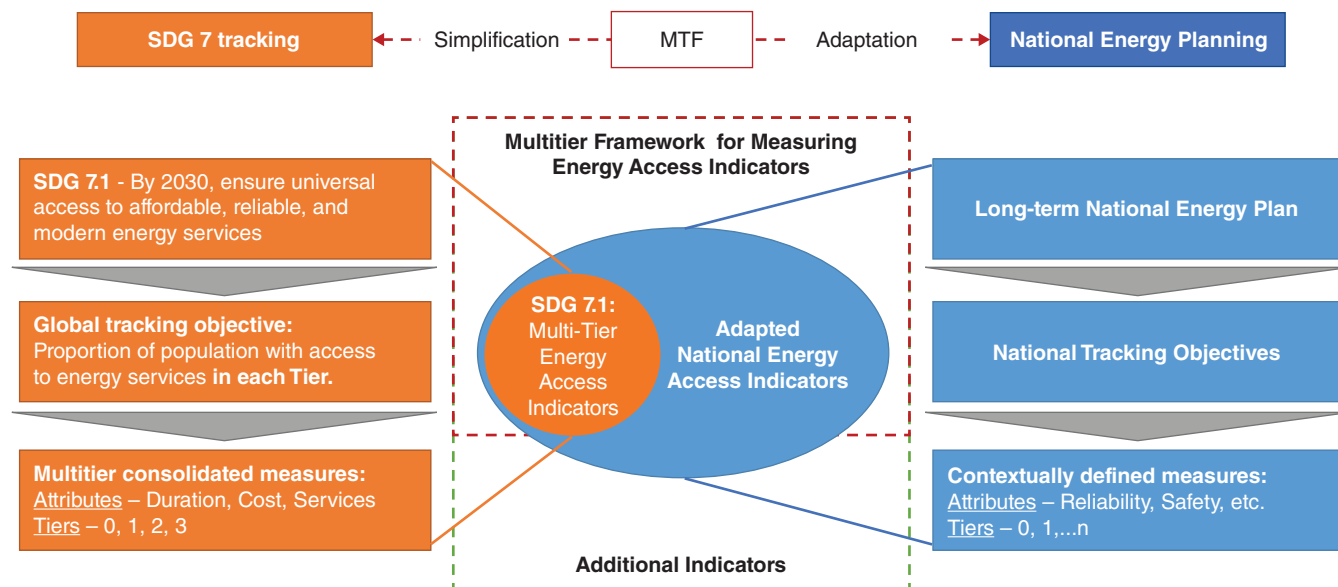 SDG 7 tracking
Simplification
MTF
Adaptation
National Energy Planning
Multitier Framework for Measuring
Energy Access Indicators
SDG 7.1 - By 2030, ensure universal
access to affordable, reliable, and
modern energy services
Global tracking objective:
Proportion of population with access
to energy services in each Tier.
Multitier consolidated measures:
Attributes – Duration, Cost, Services
Tiers – 0, 1, 2, 3
SDG 7.1:
Multi-Tier
Energy
Access
Indicators
Adapted
National Energy
Access Indicators
Additional Indicators
Long-term National Energy Plan
National Tracking Objectives
Contextually defined measures:
Attributes – Reliability, Safety, etc.
Tiers – 0, 1,...n